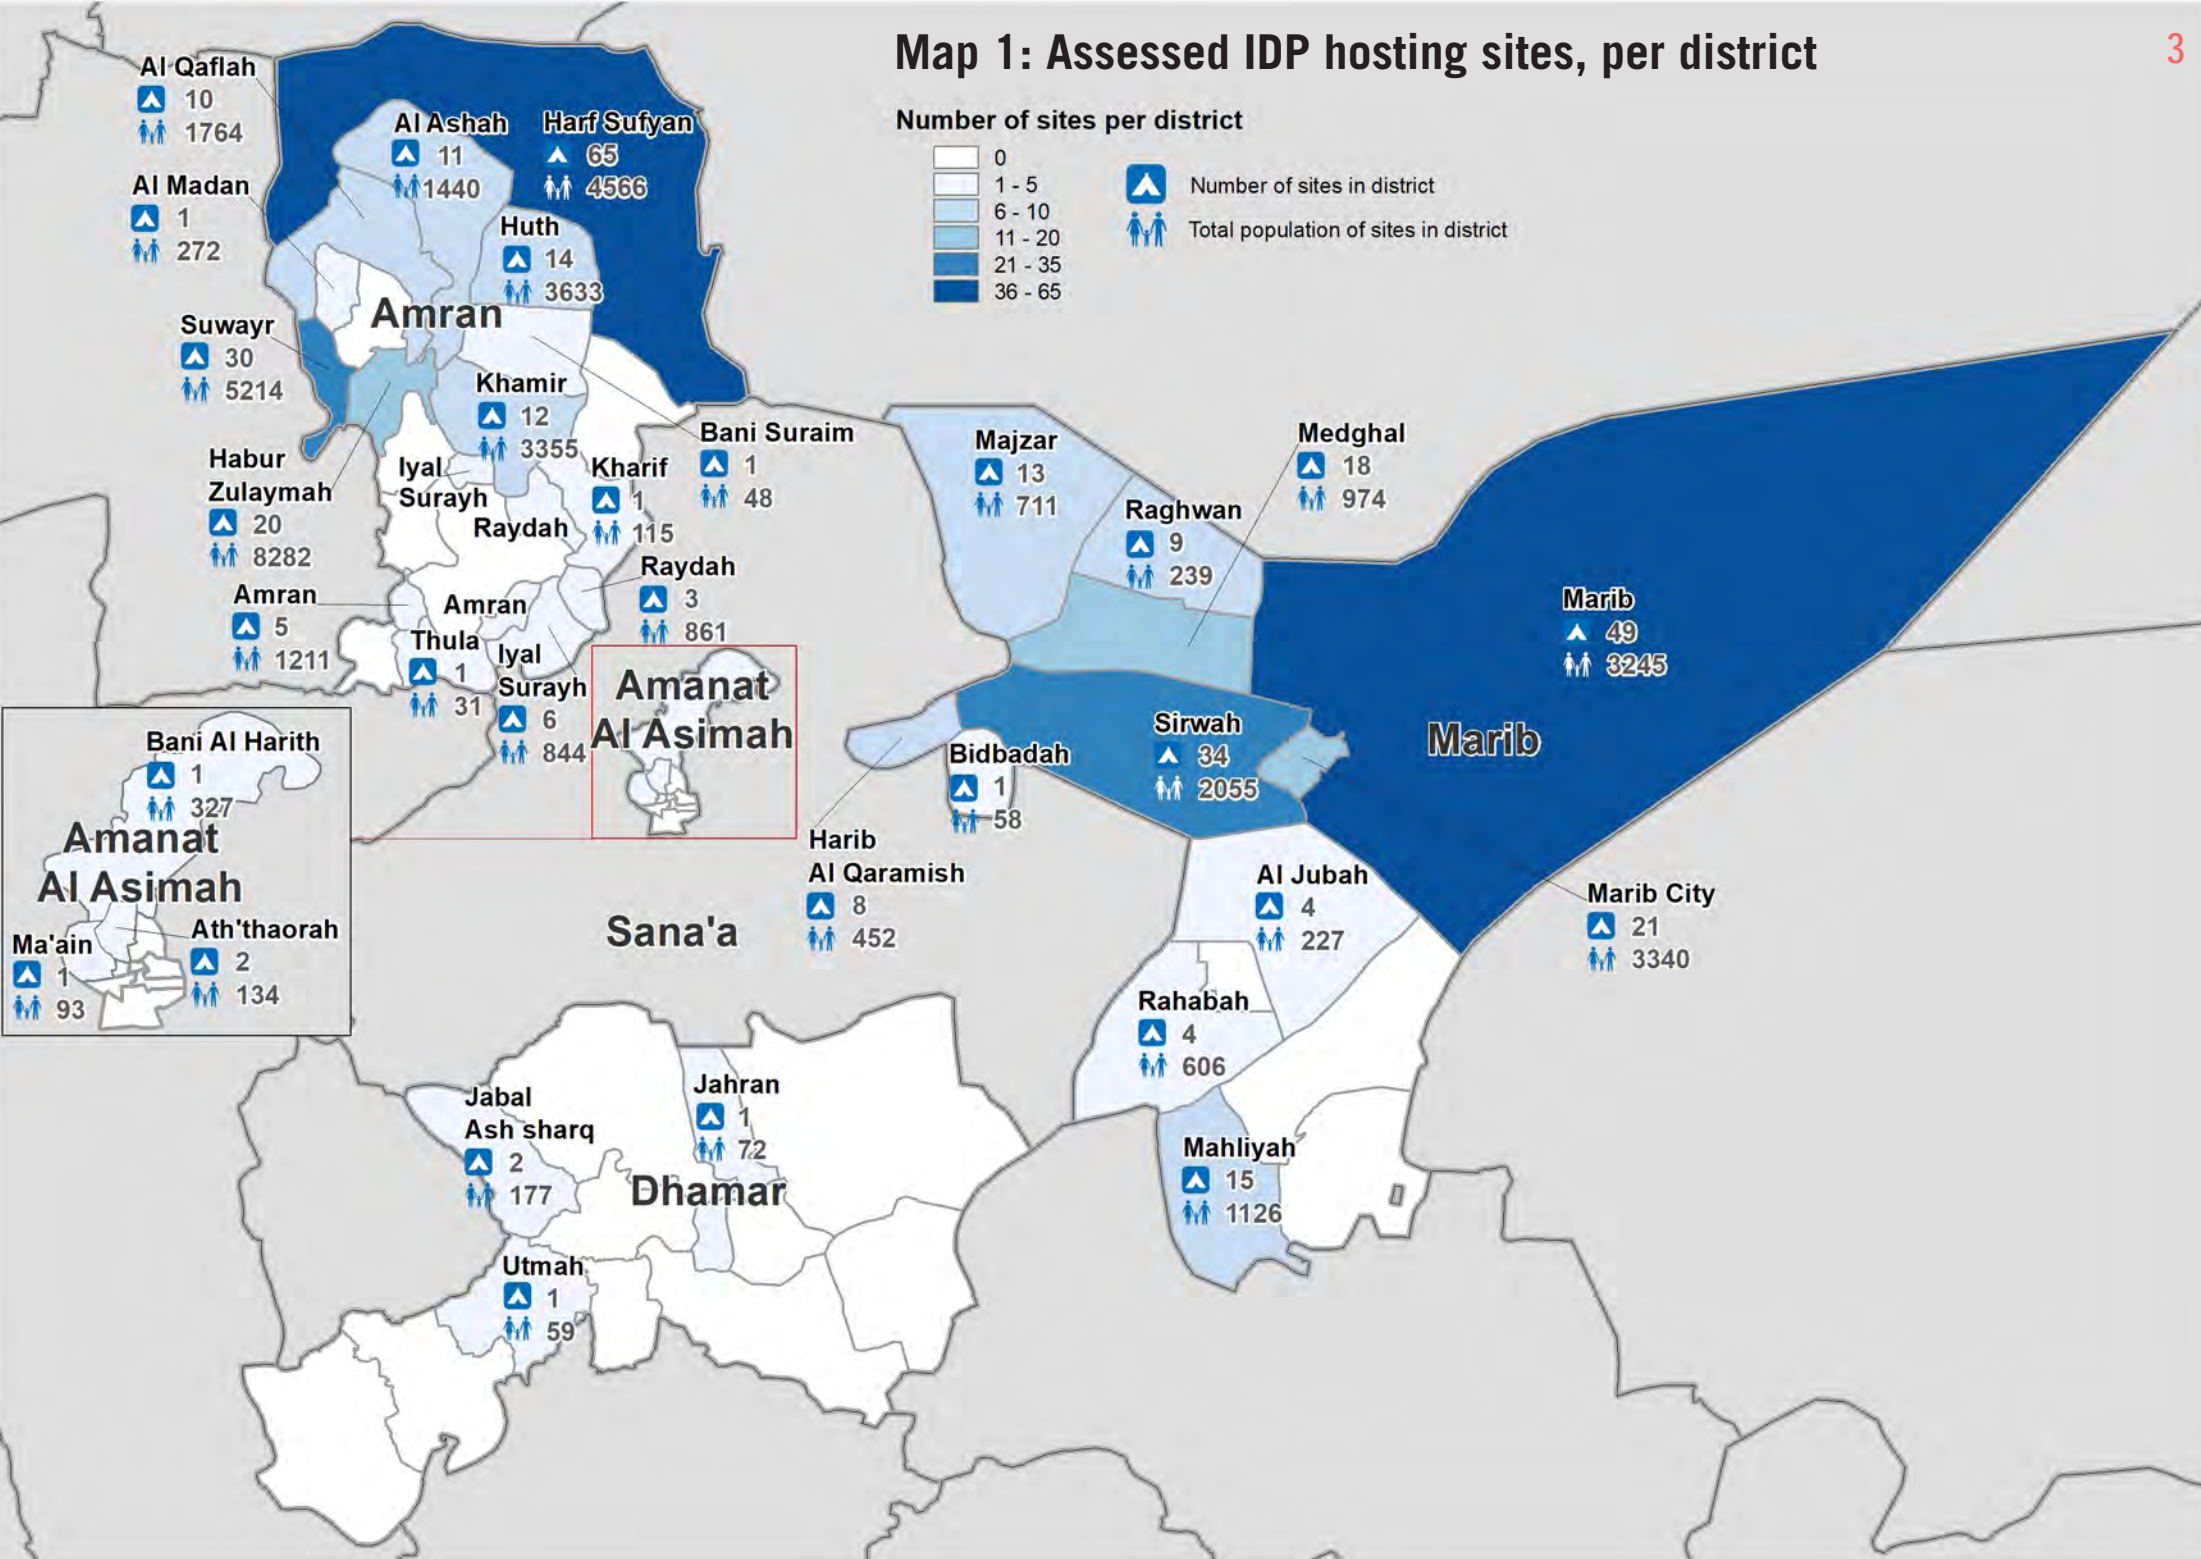 Map 1: Assessed IDP hosting sites, per district
3
Number of sites per district
0
1 - 5
6 - 10
11 - 20
21 - 35
36 - 65
Number of sites in district
Total population of sites in district
Al Qaflah
10
1764
Al Ashah
11
1440
Harf Sufyan
65
4566
Al Madan
1
272
Huth
14
3633
Amran
Suwayr
30
5214
Khamir
12
3355
Bani Suraim
1
48
Habur
Zulaymah
20
8282
Iyal
Surayh
Raydah
Kharif
1
115
Raydah
3
861
Amran
5
1211
Amran
Thula
1
31
Iyal
Surayh
6
844
Amanat
Al Asimah
Bani Al Harith
1
327
Amanat
Al Asimah
Ma'ain
1
93
Ath'thaorah
2
134
Majzar
13
711
Raghwan
9
239
Medghal
18
974
Marib
49
3245
Marib
Sirwah
34
2055
Bidbadah
1
58
Harib
Al Qaramish
8
452
Sana'a
Al Jubah
4
227
Marib City
21
3340
Rahabah
4
606
Mahliyah
15
1126
Jabal
Ash sharq
2
177
Jahran
1
72
Dhamar
Utmah
1
59